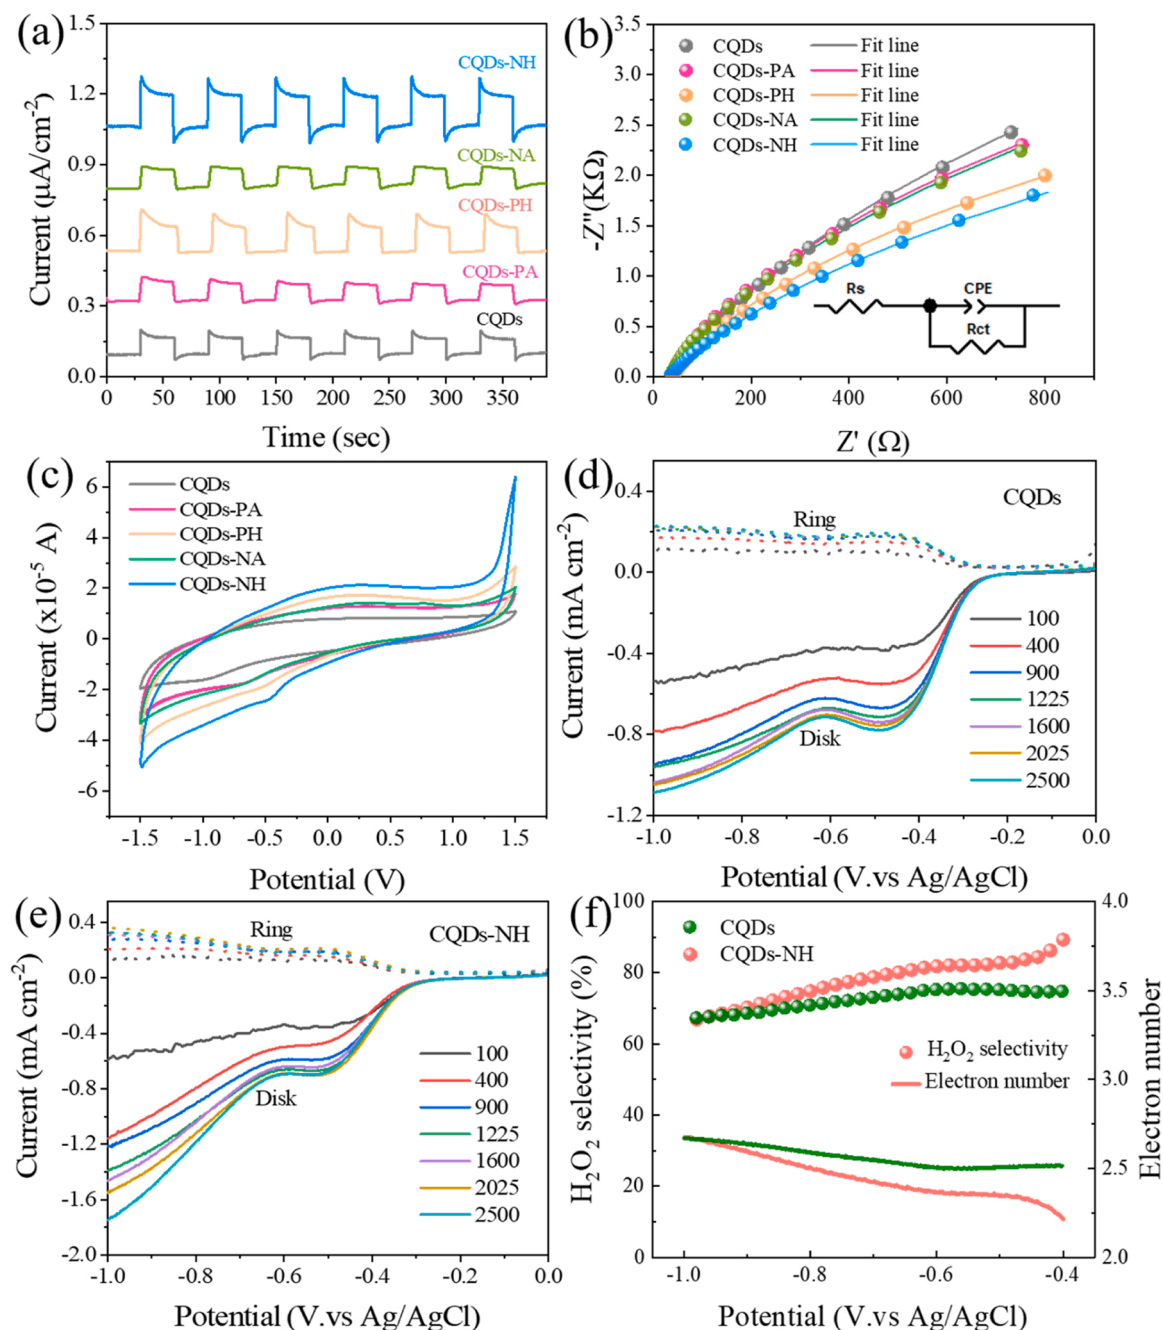 (a)
1.5
1.2
0.9
0.6
0.3
0.0
Current (μA/cm⁻²)
CQDs-NH
CQDs-NA
CQDs-PH
CQDs-PA
CQDs
0 50 100 150 200 250 300 350
Time (sec)
(b)
3.5
3.0
2.5
2.0
1.5
1.0
0.5
0.0
-Z''(KΩ)
CQDs Fit line
CQDs-PA Fit line
CQDs-PH Fit line
CQDs-NA Fit line
CQDs-NH Fit line
Rs
CPE
Rct
0 200 400 600 800
Z' (Ω)
(c)
6
4
2
0
-2
-4
-6
Current (x10⁻⁵ A)
CQDs
CQDs-PA
CQDs-PH
CQDs-NA
CQDs-NH
-1.5 -1.0 -0.5 0.0 0.5 1.0 1.5
Potential (V)
(d)
0.4
0.0
-0.4
-0.8
-1.2
Current (mA cm⁻²)
CQDs
Ring
Disk
100
400
900
1225
1600
2025
2500
-1.0 -0.8 -0.6 -0.4 -0.2 0.0
Potential (V.vs Ag/AgCl)
(e)
0.4
0.0
-0.4
-0.8
-1.2
-1.6
-2.0
Current (mA cm⁻²)
Ring
CQDs-NH
Disk
100
400
900
1225
1600
2025
2500
-1.0 -0.8 -0.6 -0.4 -0.2 0.0
Potential (V.vs Ag/AgCl)
(f)
100
80
60
40
20
0
H₂O₂ selectivity (%)
CQDs
CQDs-NH
H₂O₂ selectivity
Electron number
4.0
3.5
3.0
2.5
2.0
Electron number
-1.0 -0.8 -0.6 -0.4
Potential (V.vs Ag/AgCl)